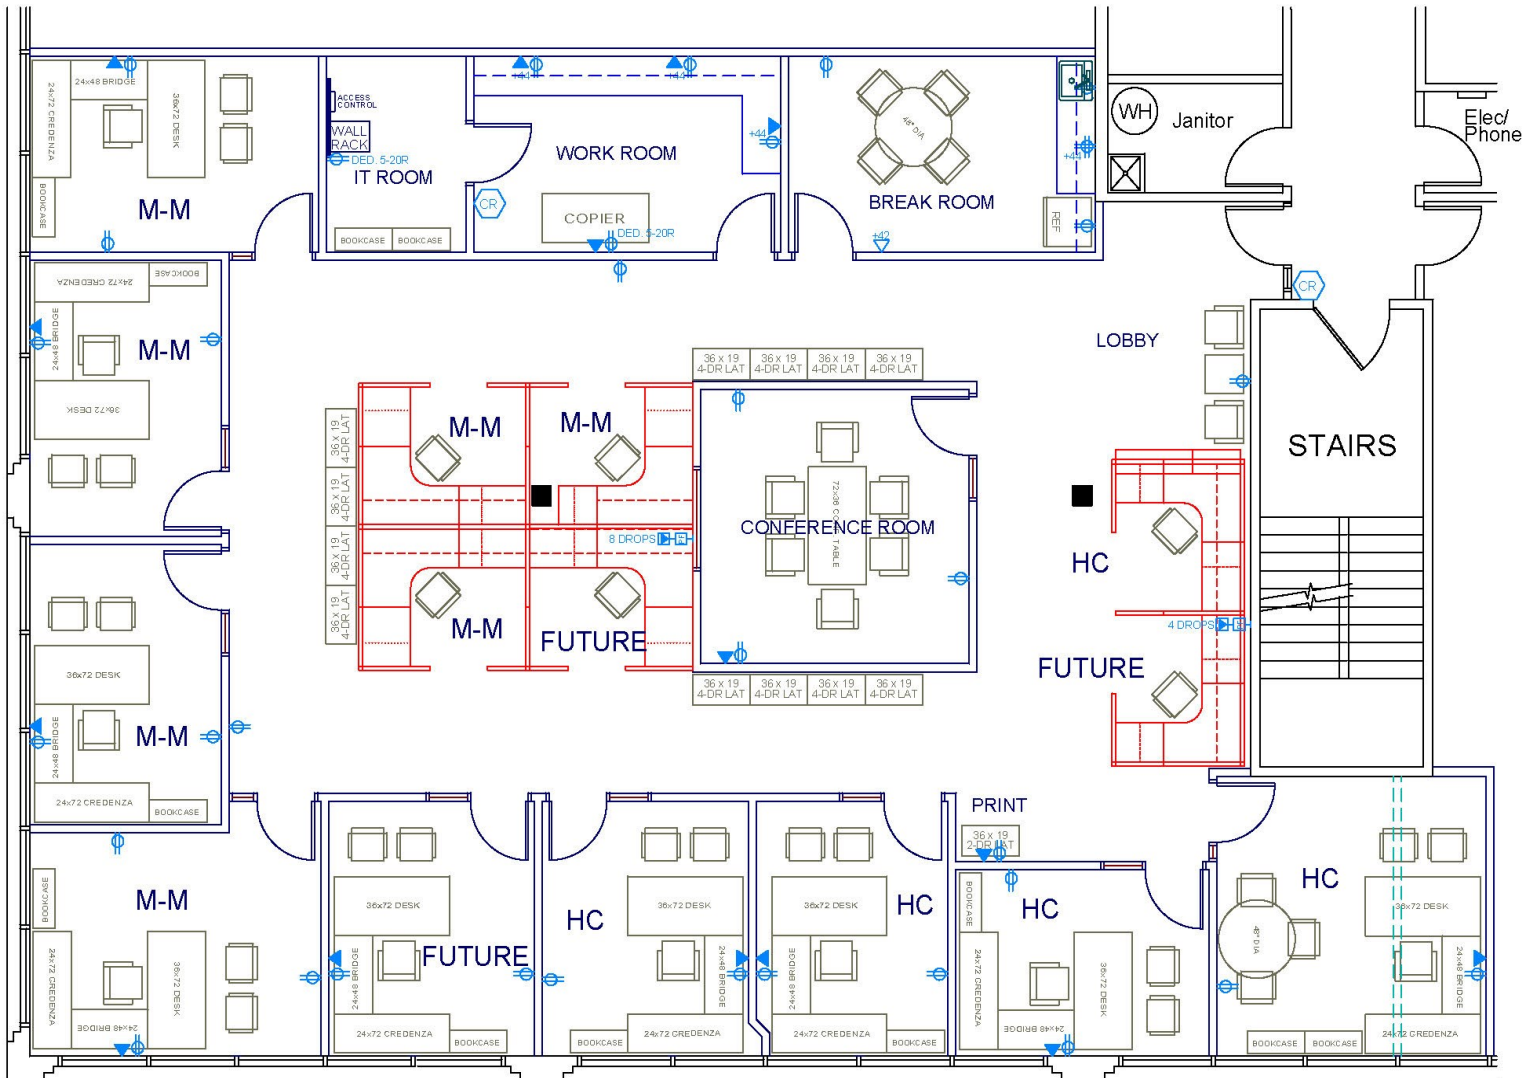 24x48 BRIDGE
24x72 CREDENZA
36x72 DESK
BOOKCASE
M-M
ACCESS
CONTROL
WALL
RACK
DED. 5-20R
IT ROOM
BOOKCASE
BOOKCASE
+44
+44
+44
WORK ROOM
CR
COPIER
DED. 5-20R
48" DIA
BREAK ROOM
+42
+44
REF
WH
Janitor
Elec/
Phone
CR
24x72 CREDENZA
BOOKCASE
24x48 BRIDGE
M-M
36x72 DESK
LOBBY
STAIRS
36 x 19
4-DR LAT
36 x 19
4-DR LAT
36 x 19
4-DR LAT
36 x 19
4-DR LAT
36 x 19
4-DR LAT
36 x 19
4-DR LAT
36 x 19
4-DR LAT
36 x 19
4-DR LAT
M-M
M-M
8 DROPS
M-M
FUTURE
72x36 CONF. TABLE
CONFERENCE ROOM
36 x 19
4-DR LAT
36 x 19
4-DR LAT
36 x 19
4-DR LAT
36 x 19
4-DR LAT
HC
4 DROPS
FUTURE
36x72 DESK
24x48 BRIDGE
M-M
24x72 CREDENZA
BOOKCASE
BOOKCASE
M-M
24x72 CREDENZA
36x72 DESK
24x48 BRIDGE
36x72 DESK
FUTURE
24x48 BRIDGE
24x72 CREDENZA
BOOKCASE
36x72 DESK
HC
24x48 BRIDGE
BOOKCASE
24x72 CREDENZA
36x72 DESK
HC
24x48 BRIDGE
24x72 CREDENZA
BOOKCASE
PRINT
36 x 19
2-DR LAT
BOOKCASE
HC
24x72 CREDENZA
36x72 DESK
24x48 BRIDGE
HC
36x72 DESK
48" DIA
24x48 BRIDGE
BOOKCASE
BOOKCASE
24x72 CREDENZA